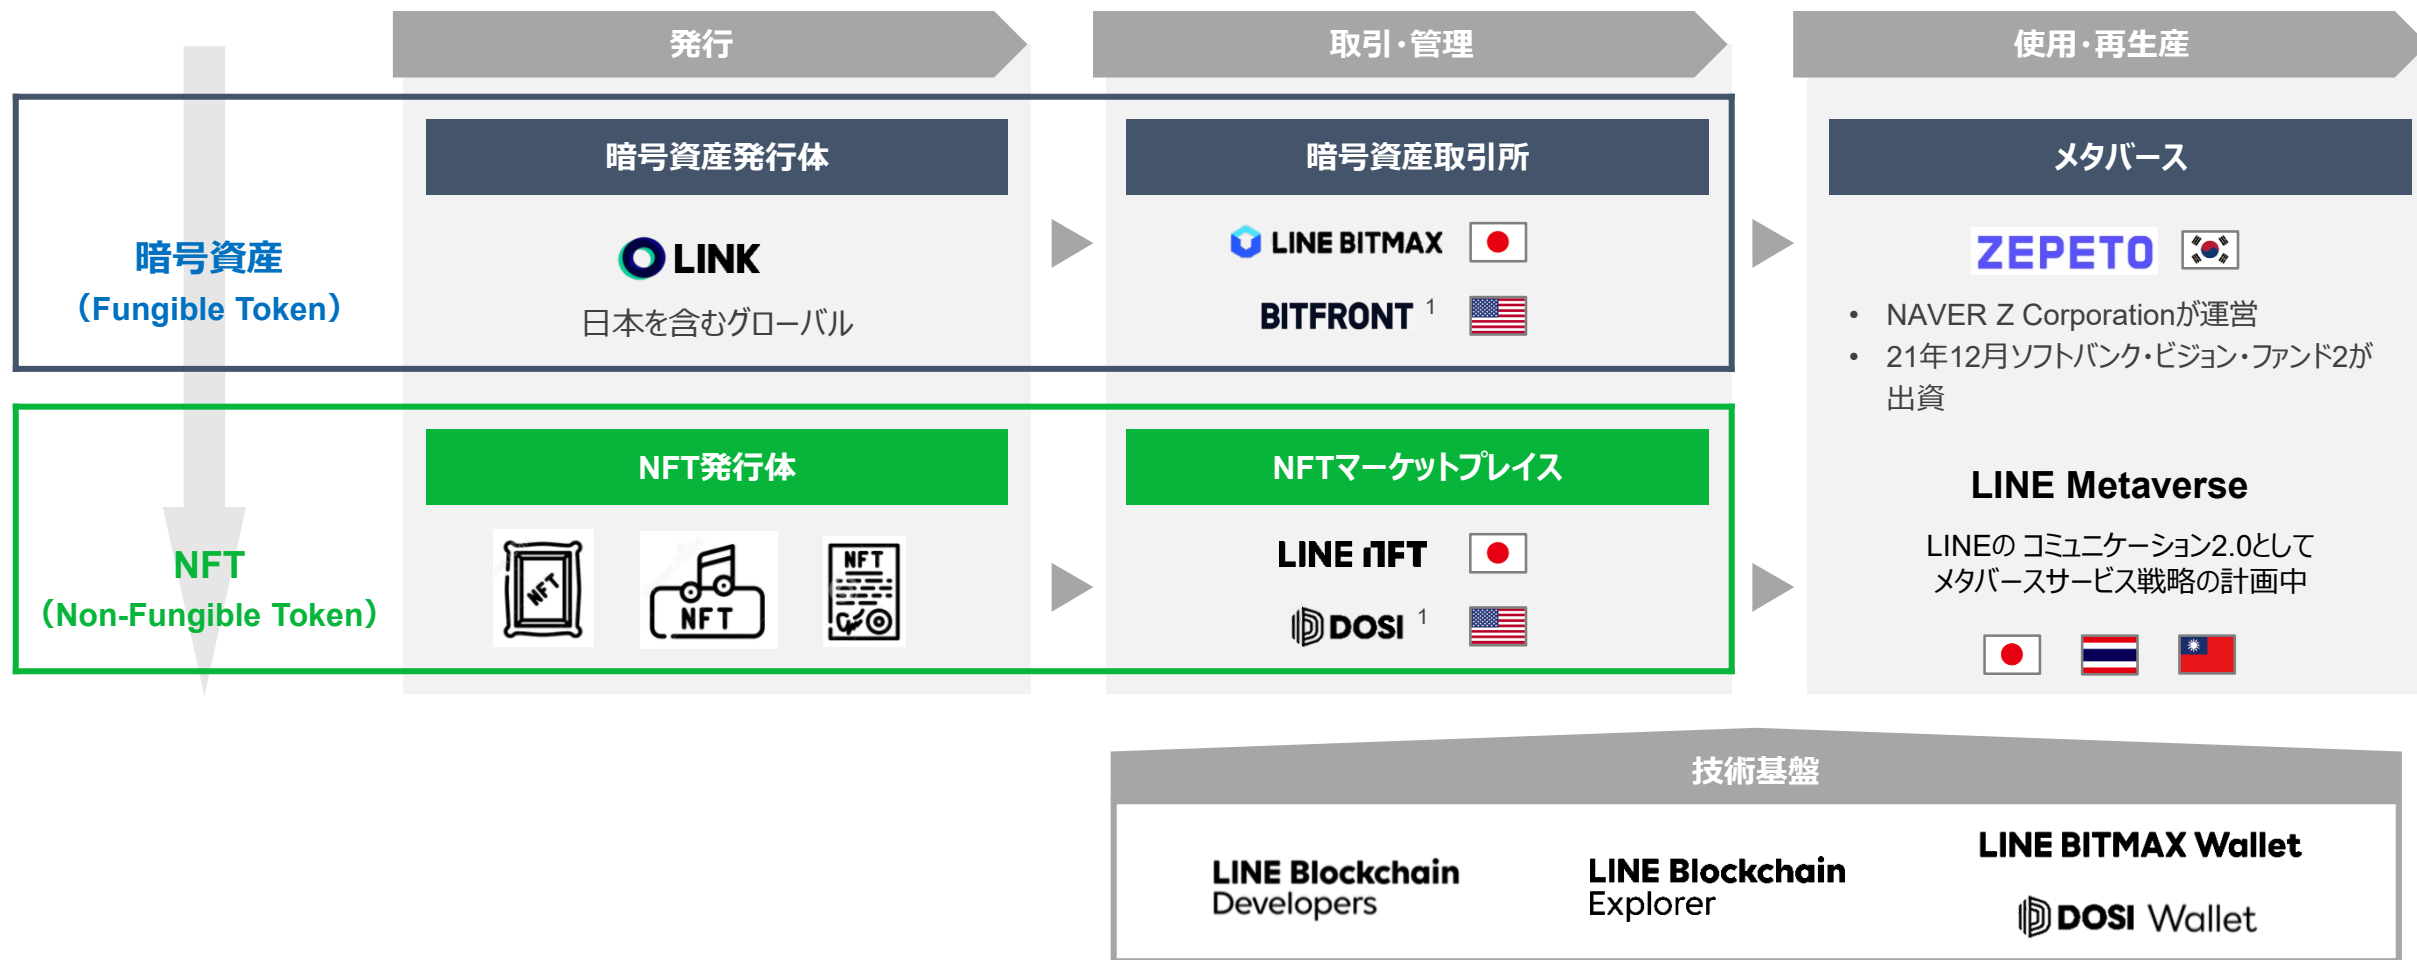 発行
取引・管理
使用・再生産
暗号資産
（Fungible Token）
暗号資産発行体
LINK
日本を含むグローバル
暗号資産取引所
LINE BITMAX
BITFRONT 1
メタバース
ZEPETO
• NAVER Z Corporationが運営
• 21年12月ソフトバンク・ビジョン・ファンド2が
出資
NFT
（Non-Fungible Token）
NFT発行体
NFT
NFT
NFT
NFTマーケットプレイス
LINE NFT
DOSI 1
LINE Metaverse
LINEの コミュニケーション2.0として
メタバースサービス戦略の計画中
技術基盤
LINE Blockchain
Developers
LINE Blockchain
Explorer
LINE BITMAX Wallet
DOSI Wallet